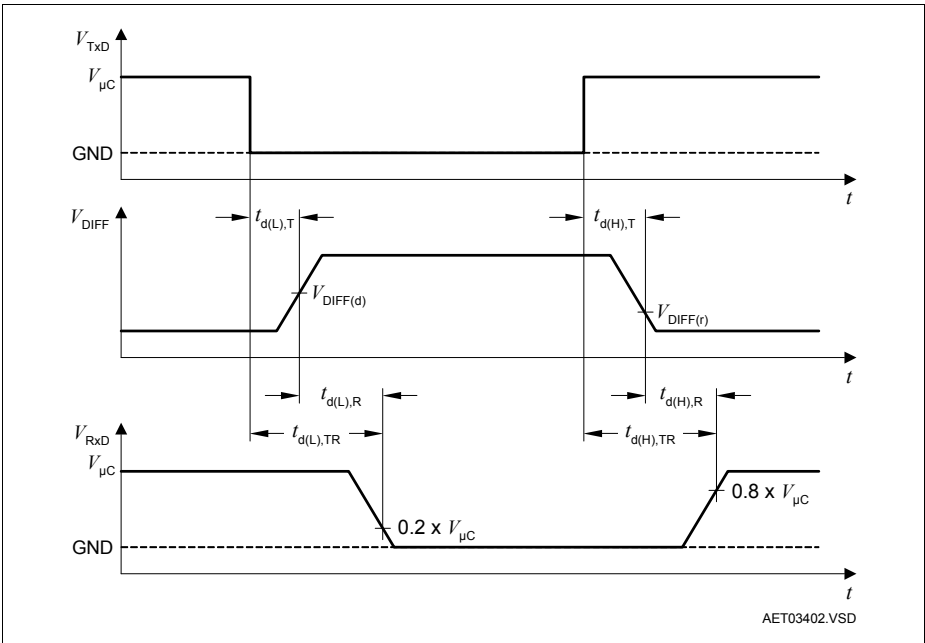 V_TxD
V_µC
GND
t
V_DIFF
t_d(L),T
t_d(H),T
V_DIFF(d)
V_DIFF(r)
t
t_d(L),R
t_d(H),R
t_d(L),TR
t_d(H),TR
V_RxD
V_µC
0.8 x V_µC
0.2 x V_µC
GND
t
AET03402.VSD